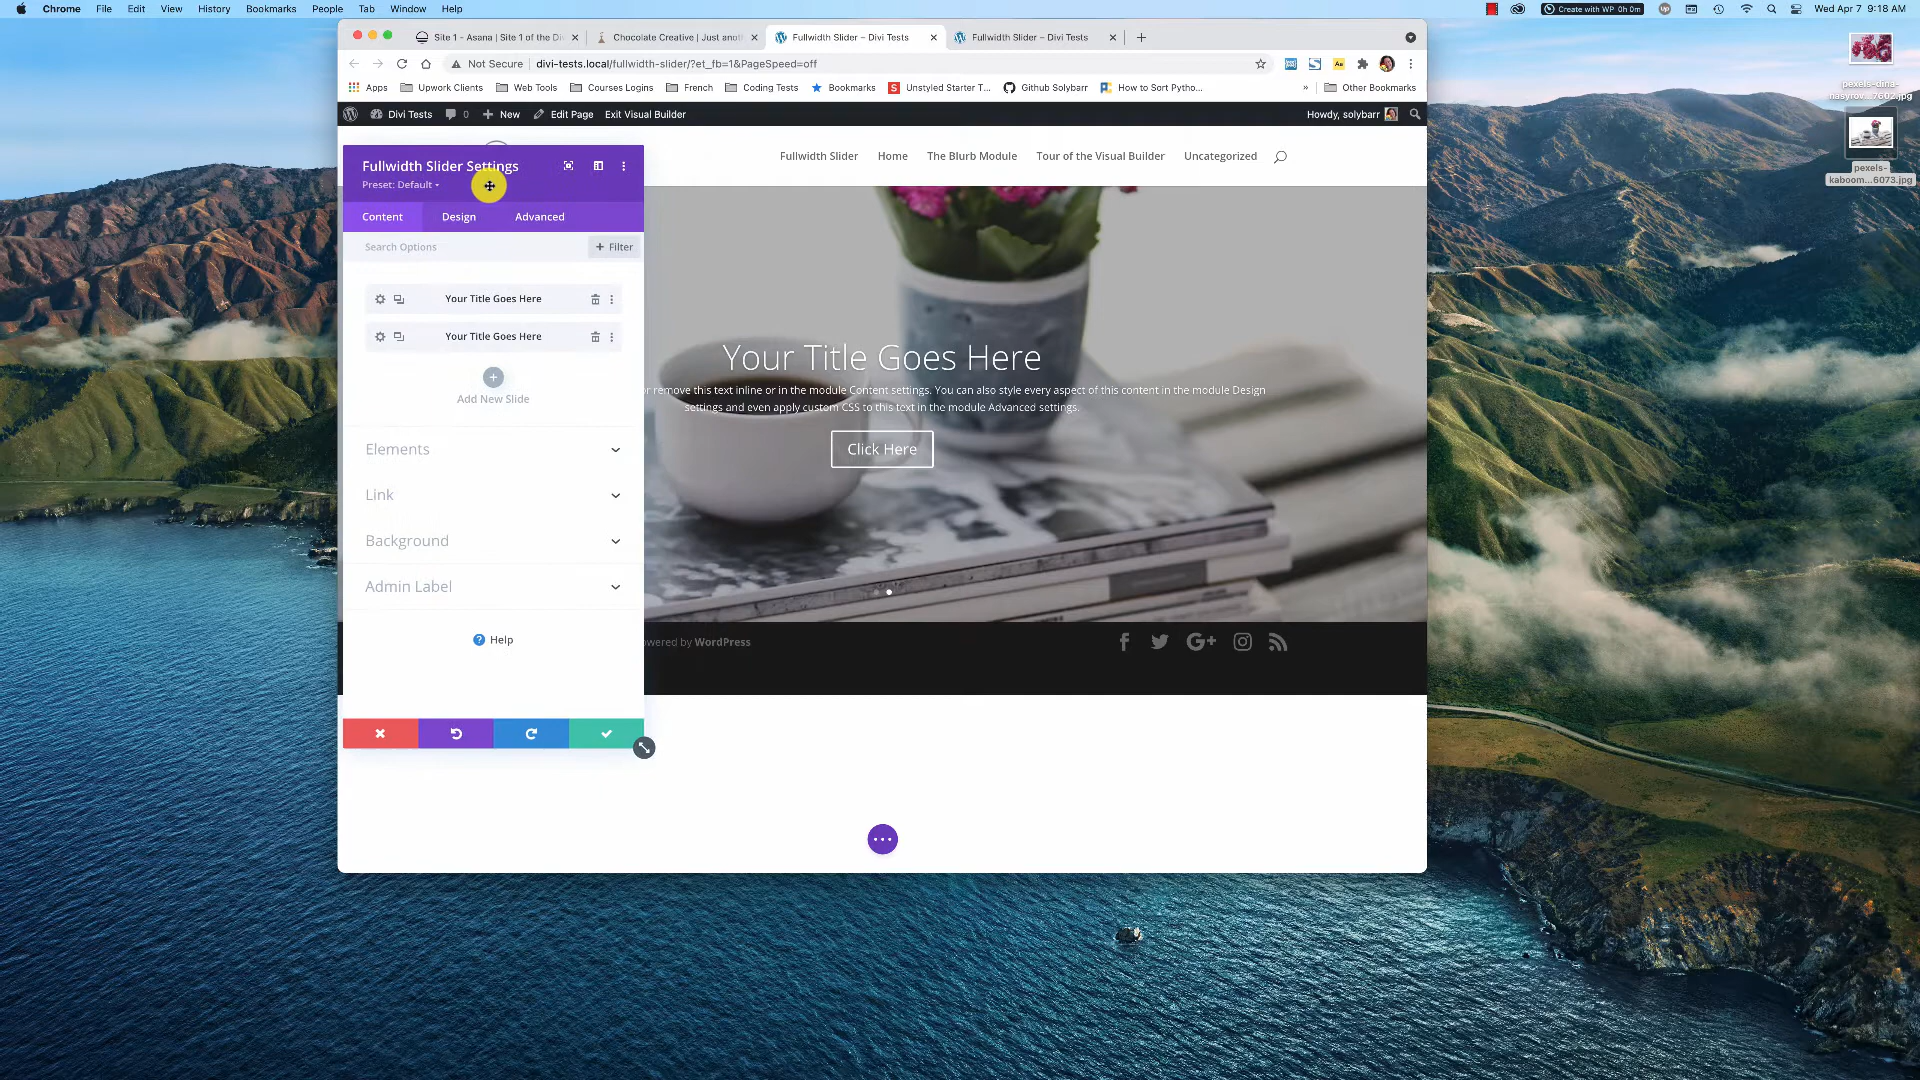 Chrome File Edit View History Bookmarks People Tab Window Help
Create with WP 0h 0m Wed Apr 7 9:18 AM
Site 1 - Asana | Site 1 of the Di
Chocolate Creative | Just anoth
Fullwidth Slider – Divi Tests
Fullwidth Slider – Divi Tests
Not Secure divi-tests.local/fullwidth-slider/?et_fb=1&PageSpeed=off
Apps Upwork Clients Web Tools Courses Logins French Coding Tests Bookmarks Unstyled Starter T... Github Solybarr How to Sort Pytho... » Other Bookmarks
Divi Tests 0 New Edit Page Exit Visual Builder Howdy, solybarr
Fullwidth Slider Home The Blurb Module Tour of the Visual Builder Uncategorized
Fullwidth Slider Settings
Preset: Default
Content Design Advanced
Search Options + Filter
Your Title Goes Here
Your Title Goes Here
Add New Slide
Elements
Link
Background
Admin Label
Help
Your Title Goes Here
or remove this text inline or in the module Content settings. You can also style every aspect of this content in the module Design
settings and even apply custom CSS to this text in the module Advanced settings.
Click Here
owered by WordPress
pexels-
kaboom...6073.jpg